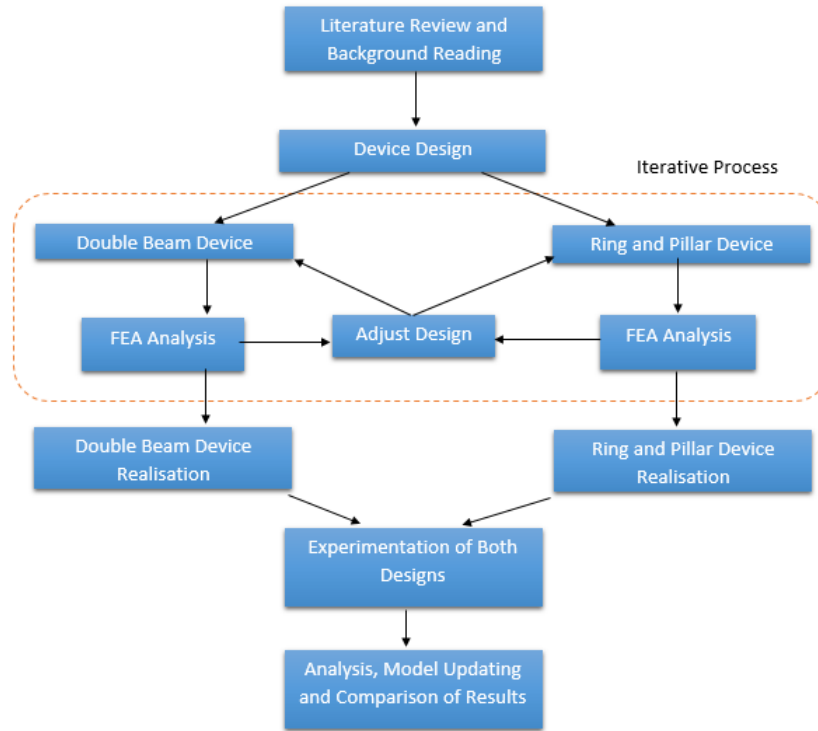 Literature Review and
Background Reading
Device Design
Iterative Process
Double Beam Device
Ring and Pillar Device
FEA Analysis
Adjust Design
FEA Analysis
Double Beam Device
Realisation
Ring and Pillar Device
Realisation
Experimentation of Both
Designs
Analysis, Model Updating
and Comparison of Results